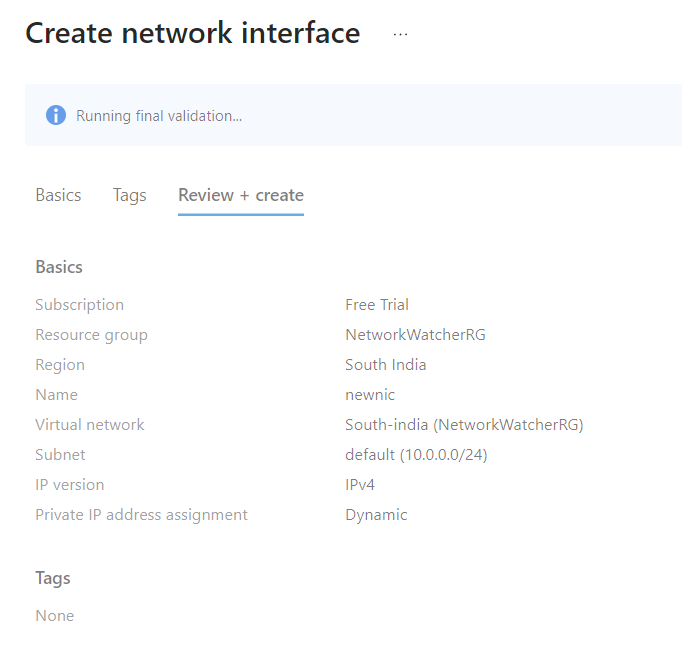 Create network interface ...
Running final validation...
Basics Tags Review + create
Basics
Subscription Free Trial
Resource group NetworkWatcherRG
Region South India
Name newnic
Virtual network South-india (NetworkWatcherRG)
Subnet default (10.0.0.0/24)
IP version IPv4
Private IP address assignment Dynamic
Tags
None